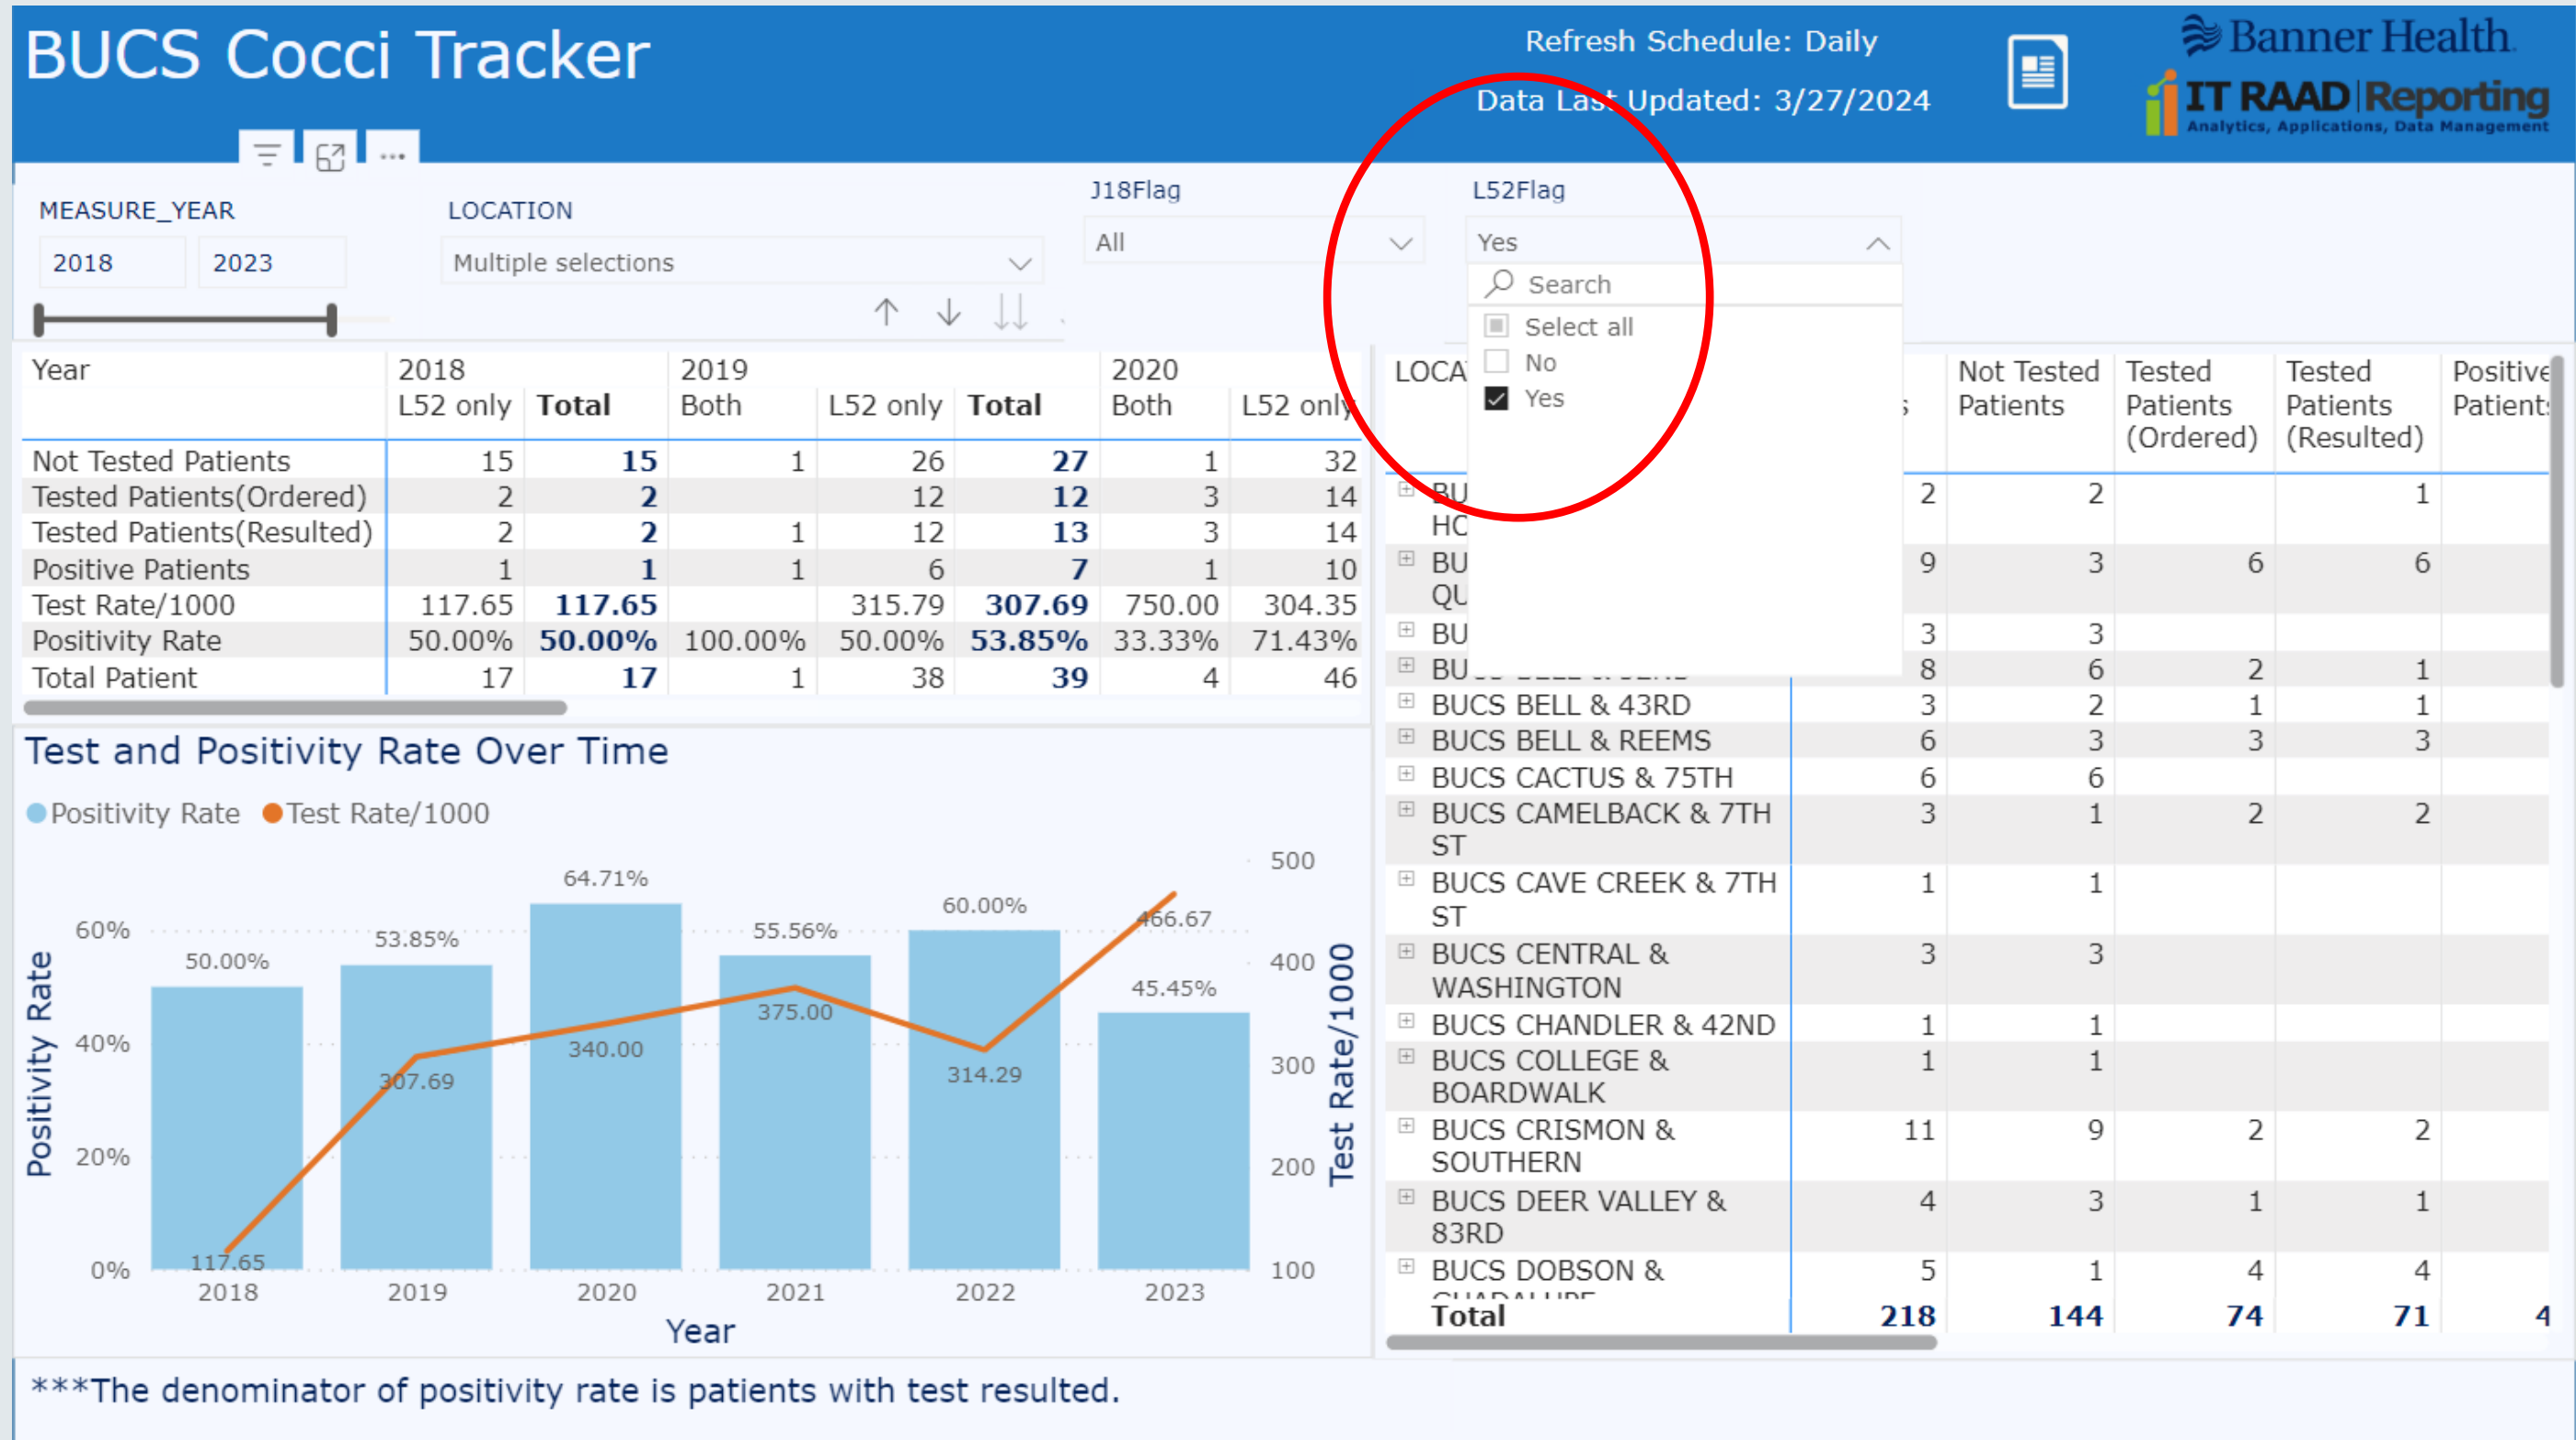 BUCS Cocci Tracker
Refresh Schedule: Daily
Data Last Updated: 3/27/2024
Banner Health
IT RAAD|Reporting
Analytics, Applications, Data Management
MEASURE_YEAR
2018 2023
LOCATION
Multiple selections
J18Flag
All
L52Flag
Yes
Search
Select all
No
Yes
Year 2018 2019 2020
L52 only Total Both L52 only Total Both L52 only
Not Tested Patients 15 15 1 26 27 1 32
Tested Patients(Ordered) 2 2 12 12 3 14
Tested Patients(Resulted) 2 2 1 12 13 3 14
Positive Patients 1 1 1 6 7 1 10
Test Rate/1000 117.65 117.65 315.79 307.69 750.00 304.35
Positivity Rate 50.00% 50.00% 100.00% 50.00% 53.85% 33.33% 71.43%
Total Patient 17 17 1 38 39 4 46
Test and Positivity Rate Over Time
Positivity Rate Test Rate/1000
Positivity Rate
60%
40%
20%
0%
50.00% 53.85% 64.71% 55.56% 60.00% 45.45%
117.65 307.69 340.00 375.00 314.29 466.67
500
400
300
200
100
Test Rate/1000
2018 2019 2020 2021 2022 2023
Year
LOCA Not Tested Tested Tested Positive
s Patients Patients Patients Patients
(Ordered) (Resulted)
BU 2 2 1
HO
BU 9 3 6 6
QU
BU 3 3
BU 8 6 2 1
BUCS BELL & 43RD 3 2 1 1
BUCS BELL & REEMS 6 3 3 3
BUCS CACTUS & 75TH 6 6
BUCS CAMELBACK & 7TH 3 1 2 2
ST
BUCS CAVE CREEK & 7TH 1 1
ST
BUCS CENTRAL & 3 3
WASHINGTON
BUCS CHANDLER & 42ND 1 1
BUCS COLLEGE & 1 1
BOARDWALK
BUCS CRISMON & 11 9 2 2
SOUTHERN
BUCS DEER VALLEY & 4 3 1 1
83RD
BUCS DOBSON & 5 1 4 4
GUADALUPE
Total 218 144 74 71 4
***The denominator of positivity rate is patients with test resulted.